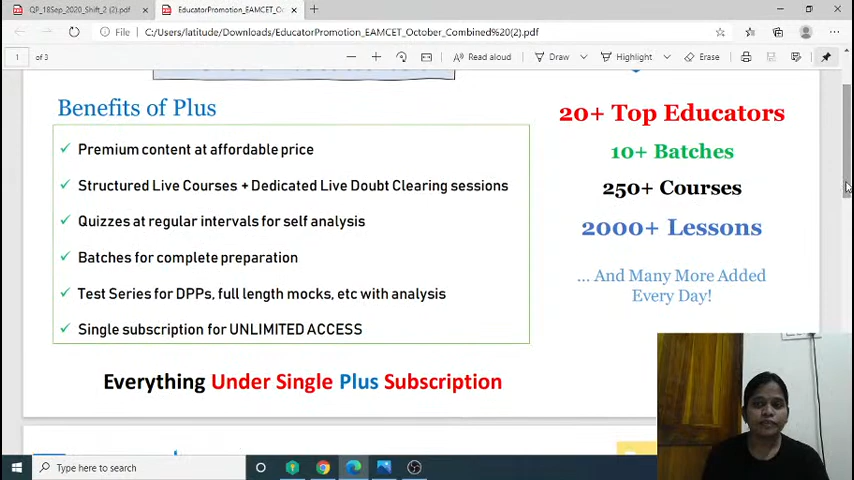 QP_18Sep_2020_Shift_2 (2).pdf
EducatorPromotion_EAMCET_Oc
File
C:/Users/latitude/Downloads/EducatorPromotion_EAMCET_October_Combined%20(2).pdf
1 of 3
Read aloud
Draw
Highlight
Erase
Benefits of Plus
Premium content at affordable price
Structured Live Courses + Dedicated Live Doubt Clearing sessions
Quizzes at regular intervals for self analysis
Batches for complete preparation
Test Series for DPPs, full length mocks, etc with analysis
Single subscription for UNLIMITED ACCESS
20+ Top Educators
10+ Batches
250+ Courses
2000+ Lessons
... And Many More Added
Every Day!
Everything Under Single Plus Subscription
Type here to search